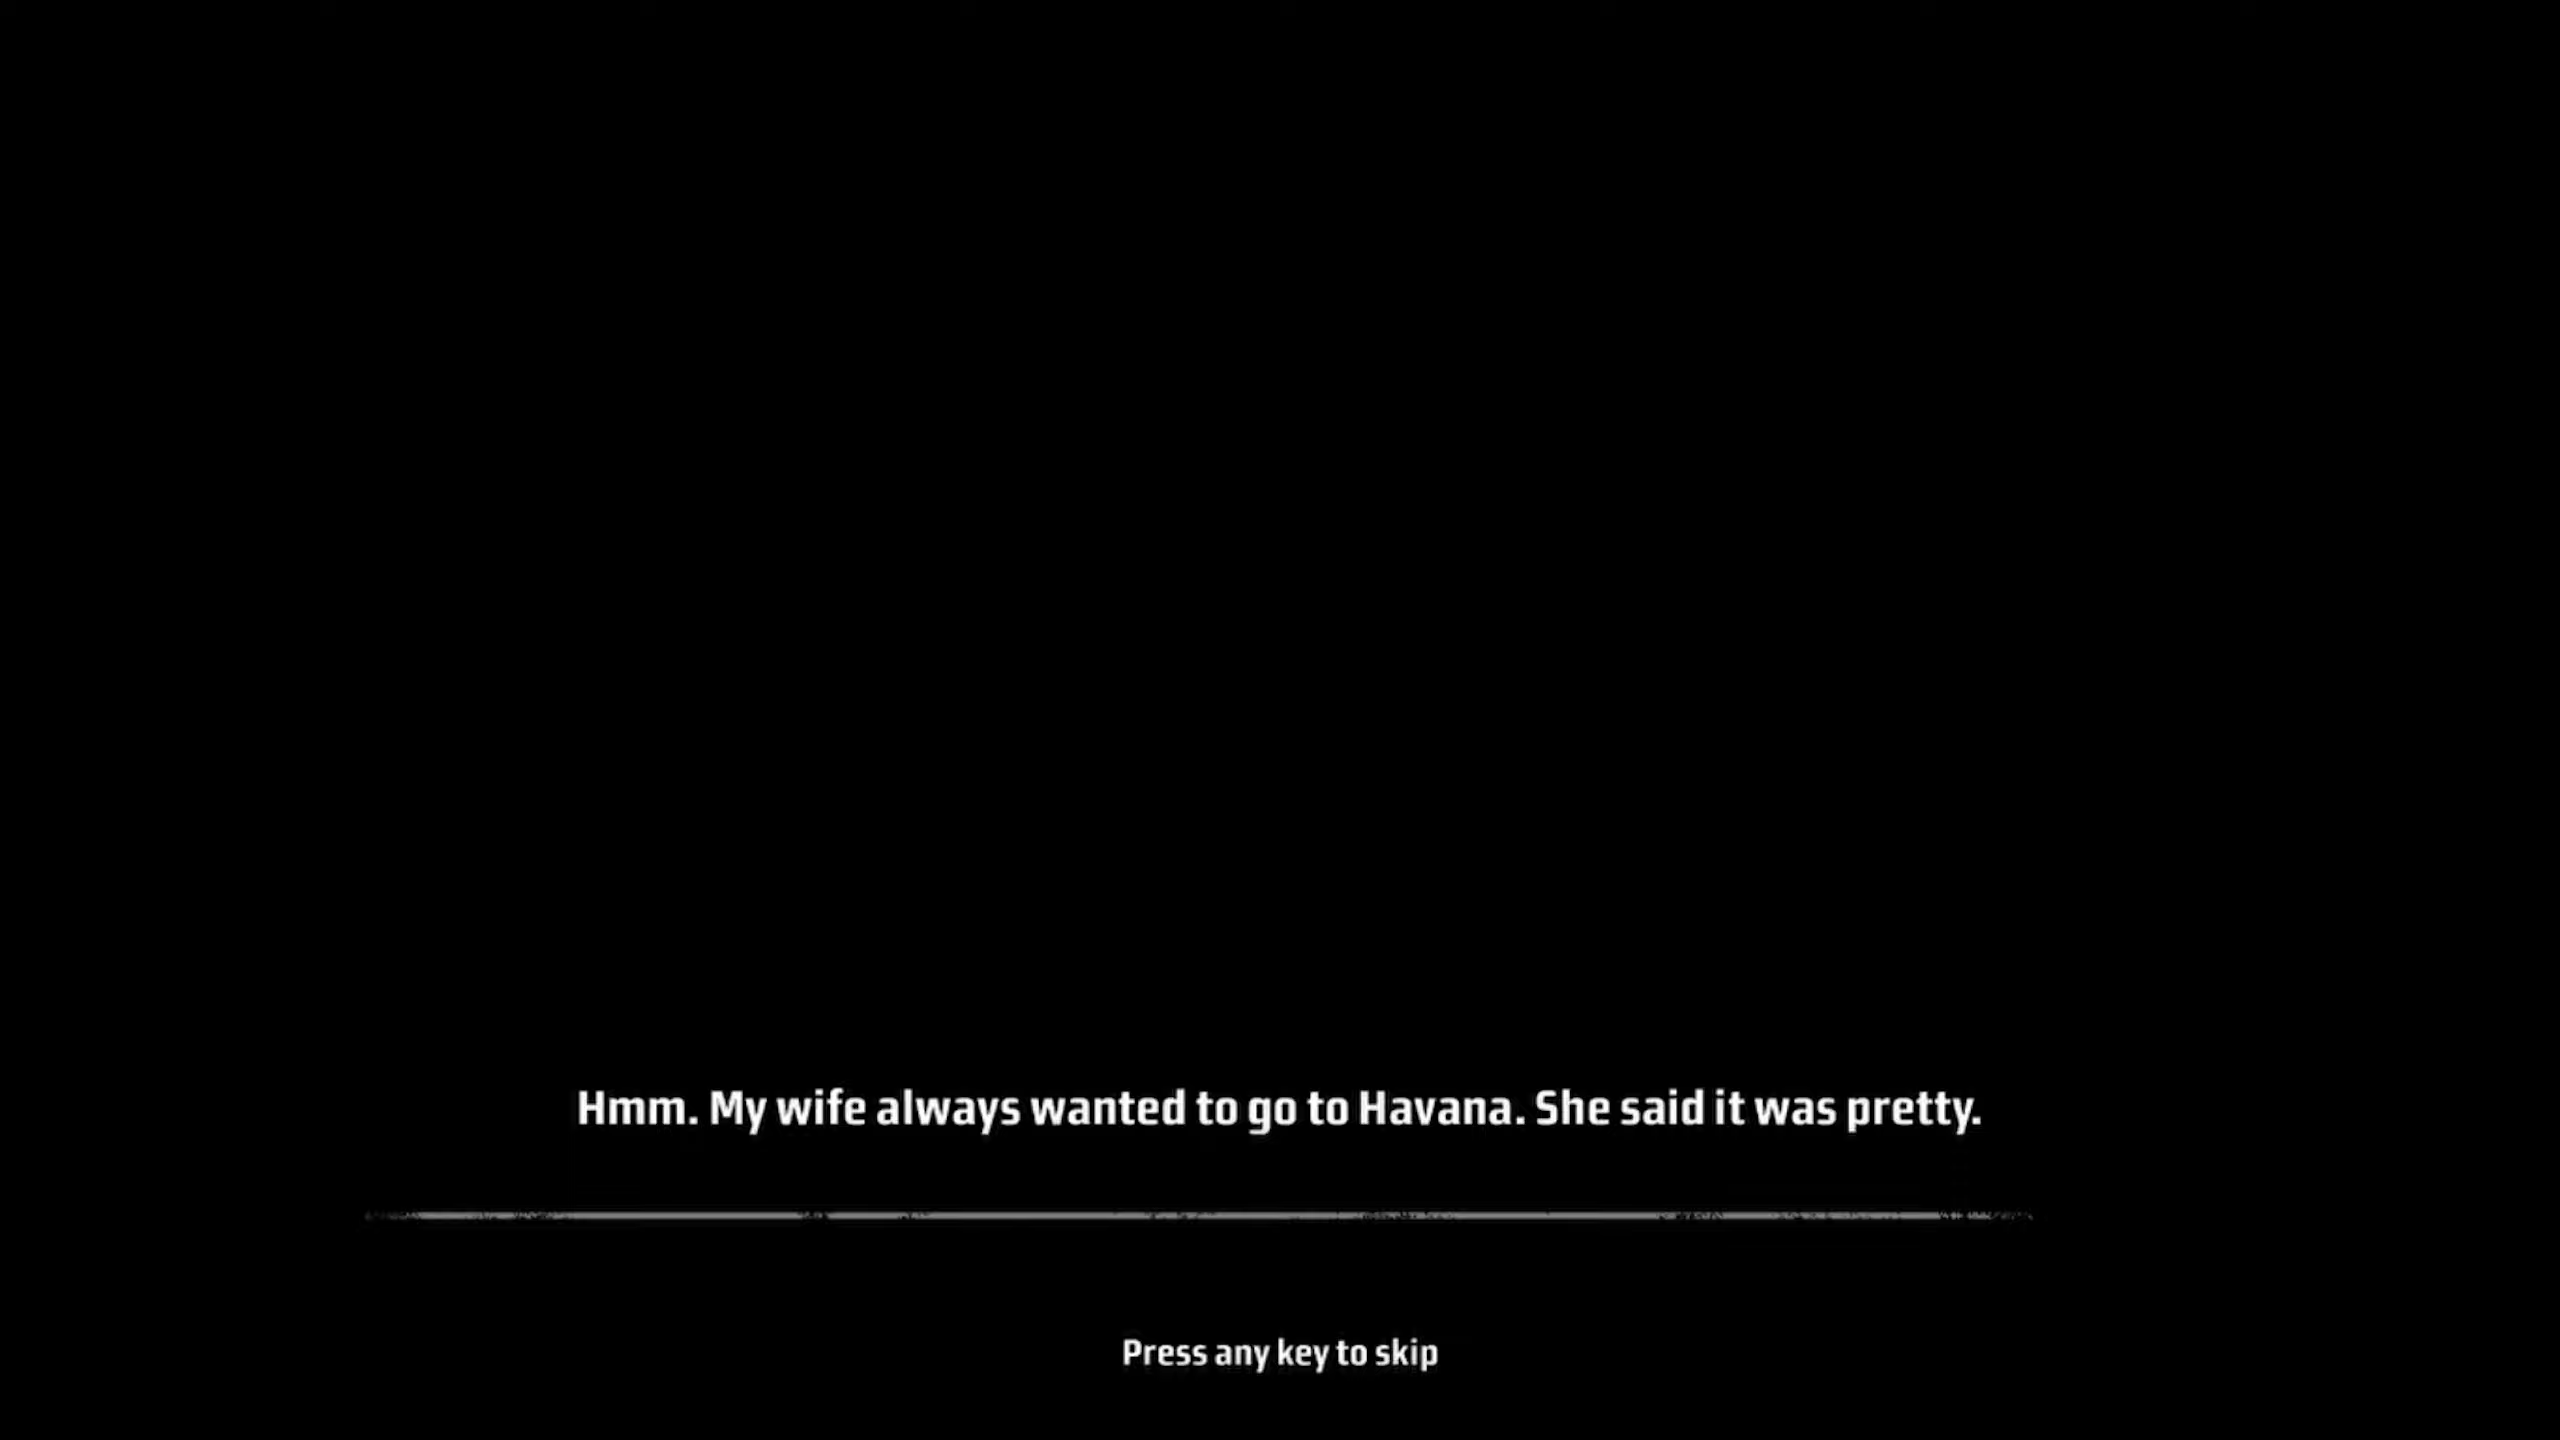 Hmm. My wife always wanted to go to Havana. She said it was pretty.
Press any key to skip